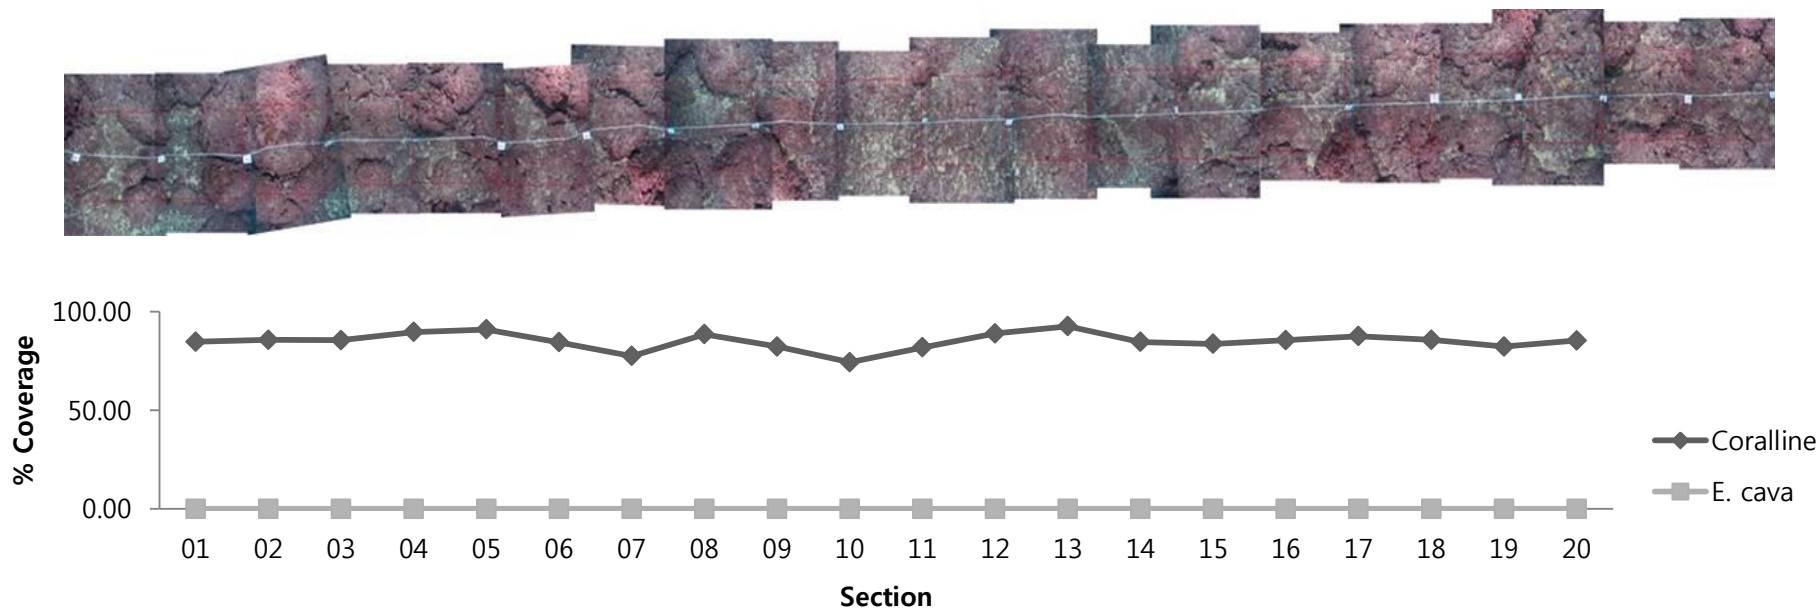 100.00
50.00
0.00
% Coverage
01 02 03 04 05 06 07 08 09 10 11 12 13 14 15 16 17 18 19 20
Section
Coralline
E. cava